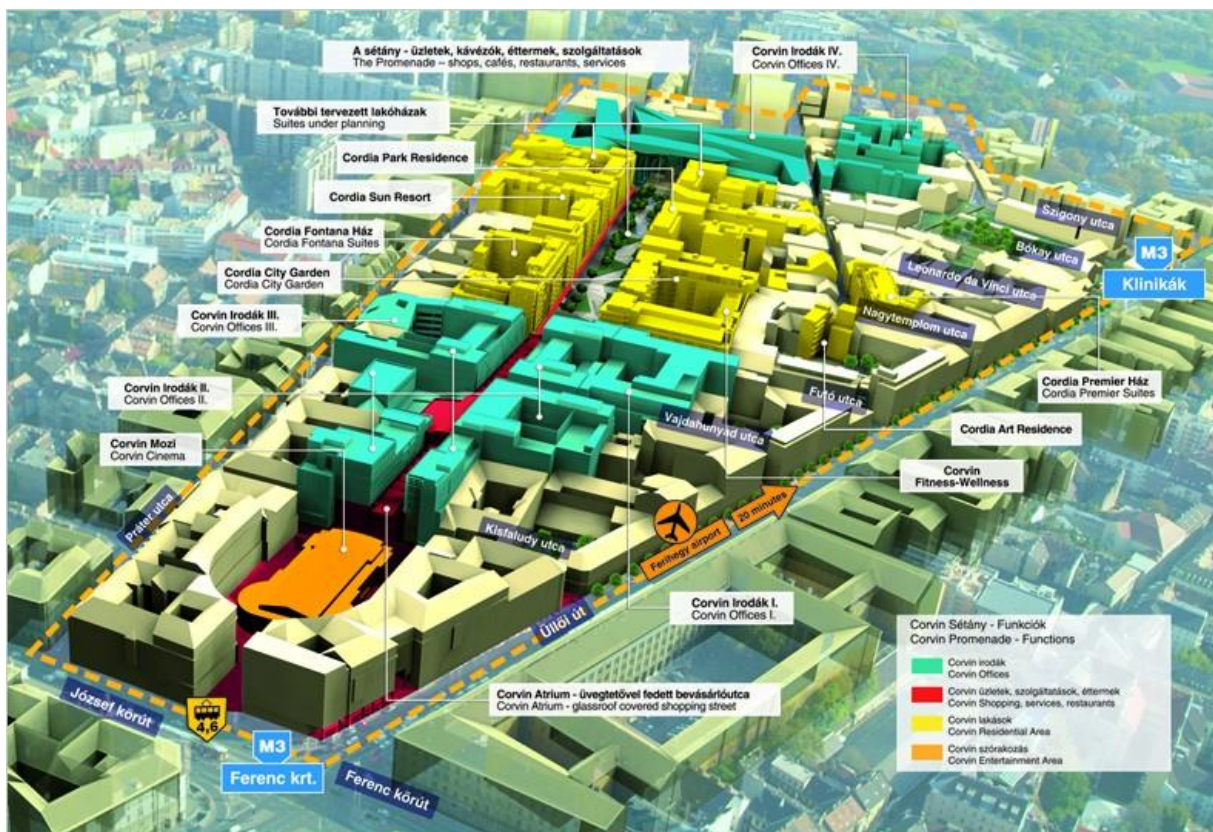 A sétány - üzletek, kávézók, éttermek, szolgáltatások
The Promenade – shops, cafés, restaurants, services
Corvin Irodák IV.
Corvin Offices IV.
További tervezett lakóházak
Suites under planning
Cordia Park Residence
Cordia Sun Resort
Cordia Fontana Ház
Cordia Fontana Suites
Cordia City Garden
Cordia City Garden
Corvin Irodák III.
Corvin Offices III.
Corvin Irodák II.
Corvin Offices II.
Corvin Mozi
Corvin Cinema
Szigony utca
Bókay utca
M3
Klinikák
Leonardo da Vinci utca
Nagytemplom utca
Cordia Premier Ház
Cordia Premier Suites
Futó utca
Cordia Art Residence
Vajdahunyad utca
Corvin
Fitness-Wellness
Práter utca
Kisfaludy utca
Ferihegy airport
20 minutes
Corvin Irodák I.
Corvin Offices I.
Üllői út
Corvin Atrium - üvegtetővel fedett bevásárlóutca
Corvin Atrium - glassroof covered shopping street
József körút
4,6
M3
Ferenc krt.
Ferenc körút
Corvin Sétány - Funkciók
Corvin Promenade - Functions
Corvin irodák
Corvin Offices
Corvin üzletek, szolgáltatások, éttermek
Corvin Shopping, services, restaurants
Corvin lakások
Corvin Residential Area
Corvin szórakozás
Corvin Entertainment Area